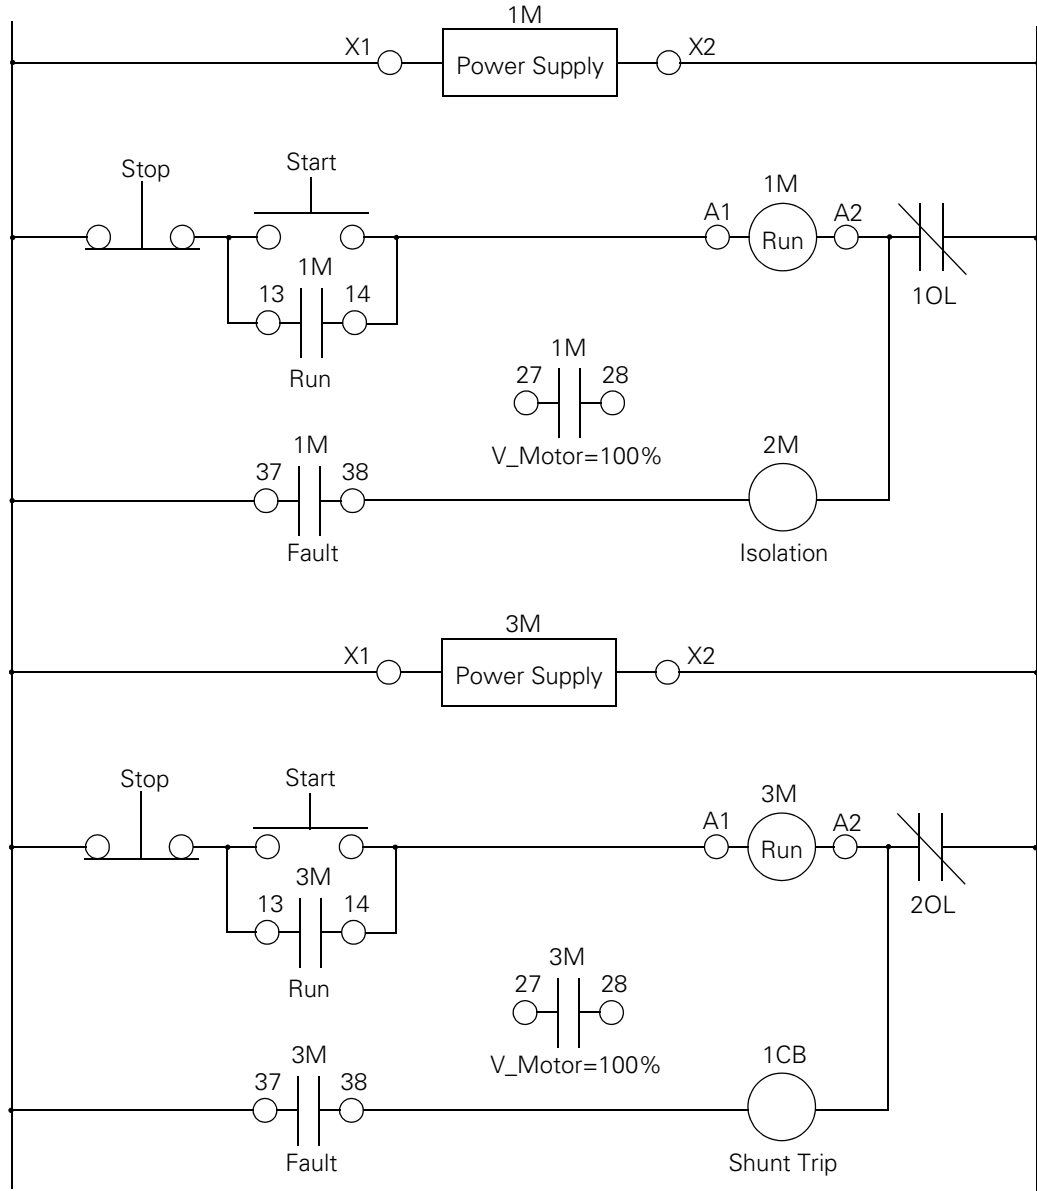 1M
X1 Power Supply X2
Stop
Start
1M
A1 Run A2
1OL
1M
13 14
Run
1M
27 28
V_Motor=100%
1M
37 38
Fault
2M
Isolation
3M
X1 Power Supply X2
Stop
Start
3M
A1 Run A2
2OL
3M
13 14
Run
3M
27 28
V_Motor=100%
3M
37 38
Fault
1CB
Shunt Trip